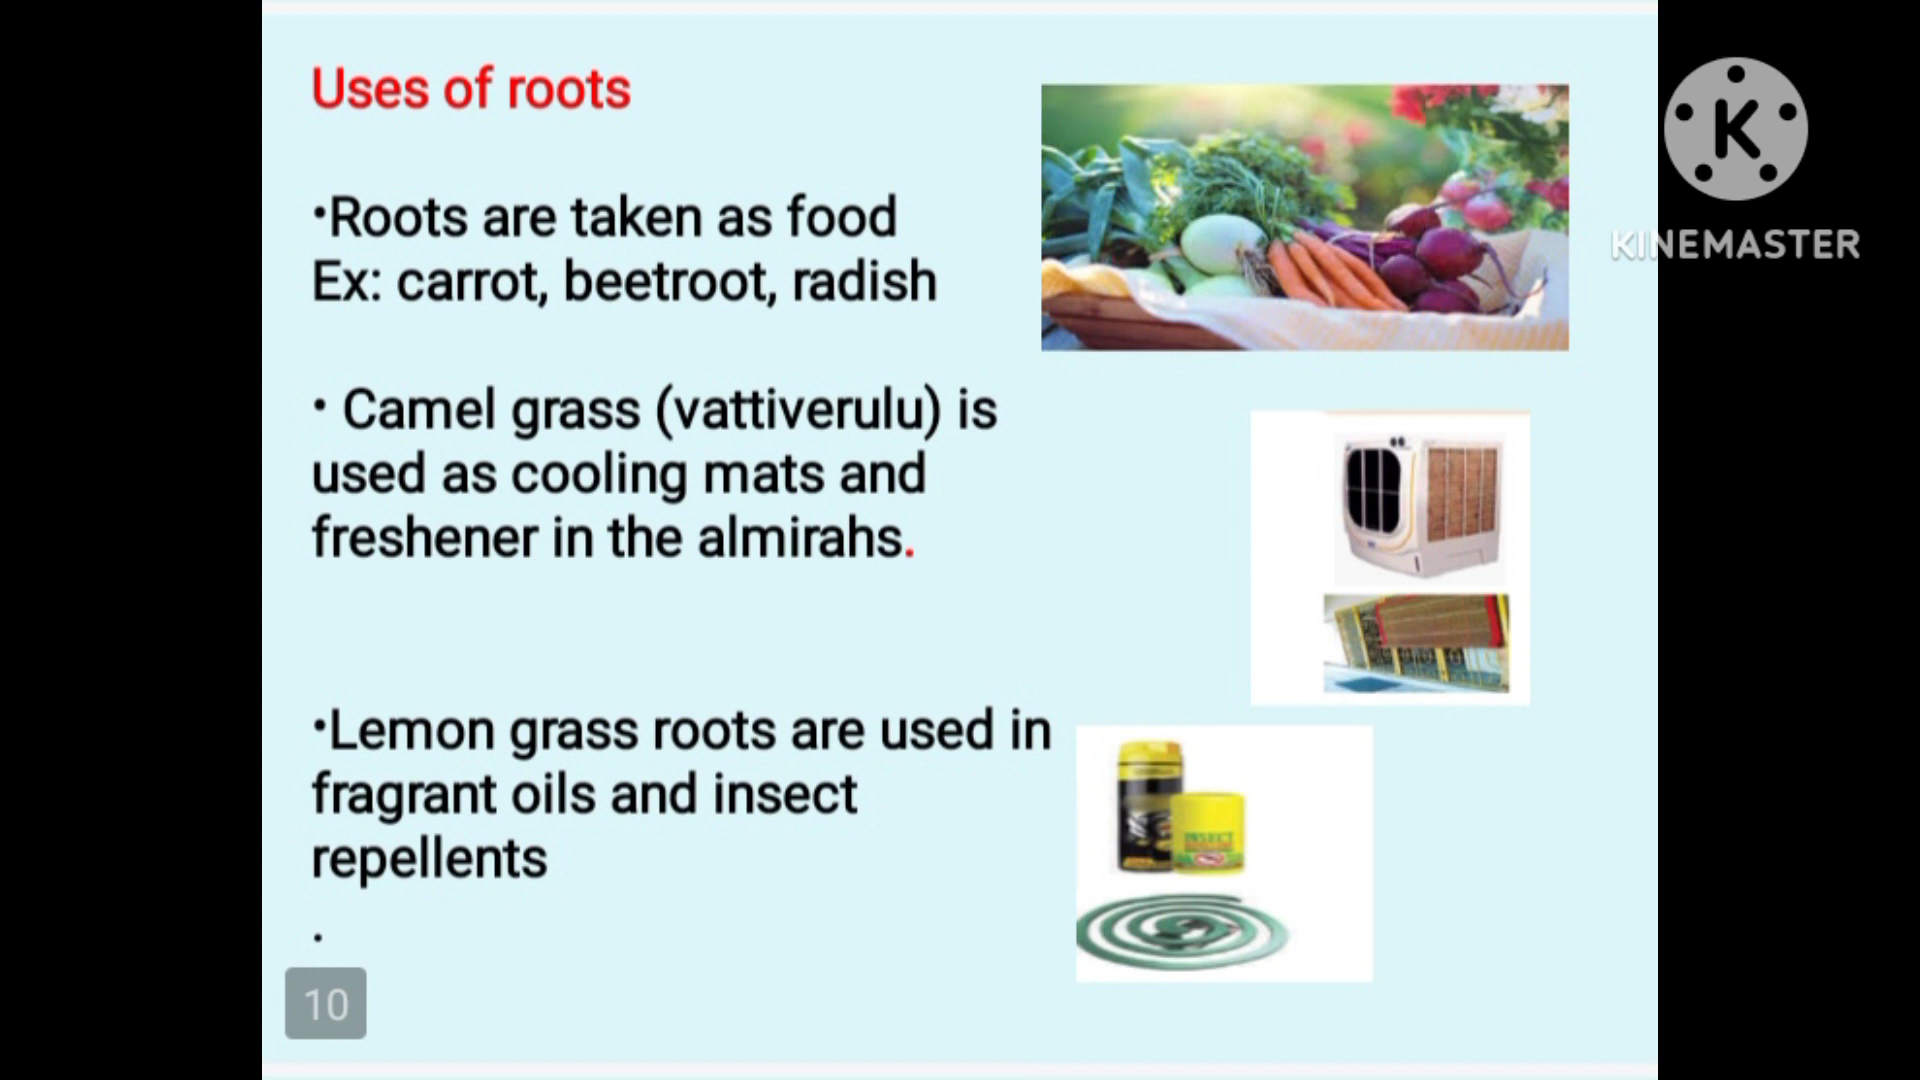 Uses of roots
•Roots are taken as food
Ex: carrot, beetroot, radish
• Camel grass (vattiverulu) is
used as cooling mats and
freshener in the almirahs.
•Lemon grass roots are used in
fragrant oils and insect
repellents
.
10
K
KINEMASTER
INSECT